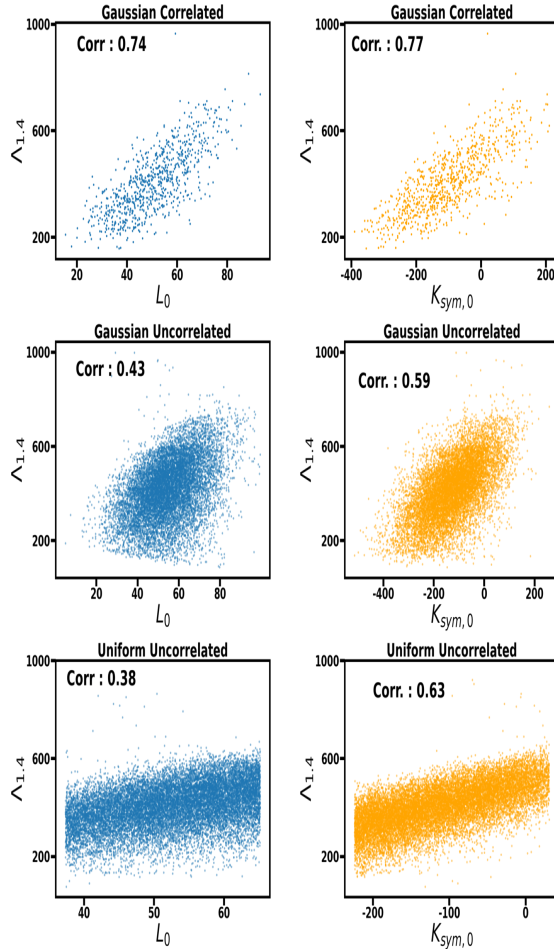 Gaussian Correlated
Corr : 0.74
1000
600
200
Λ1.4
20 40 60 80
L0
Gaussian Correlated
Corr. : 0.77
1000
600
200
Λ1.4
-400 -200 0 200
Ksym,0
Gaussian Uncorrelated
Corr : 0.43
1000
600
200
Λ1.4
20 40 60 80
L0
Gaussian Uncorrelated
Corr. : 0.59
1000
600
200
Λ1.4
-400 -200 0 200
Ksym,0
Uniform Uncorrelated
Corr : 0.38
1000
600
200
Λ1.4
40 50 60
L0
Uniform Uncorrelated
Corr. : 0.63
1000
600
200
Λ1.4
-200 -100 0
Ksym,0